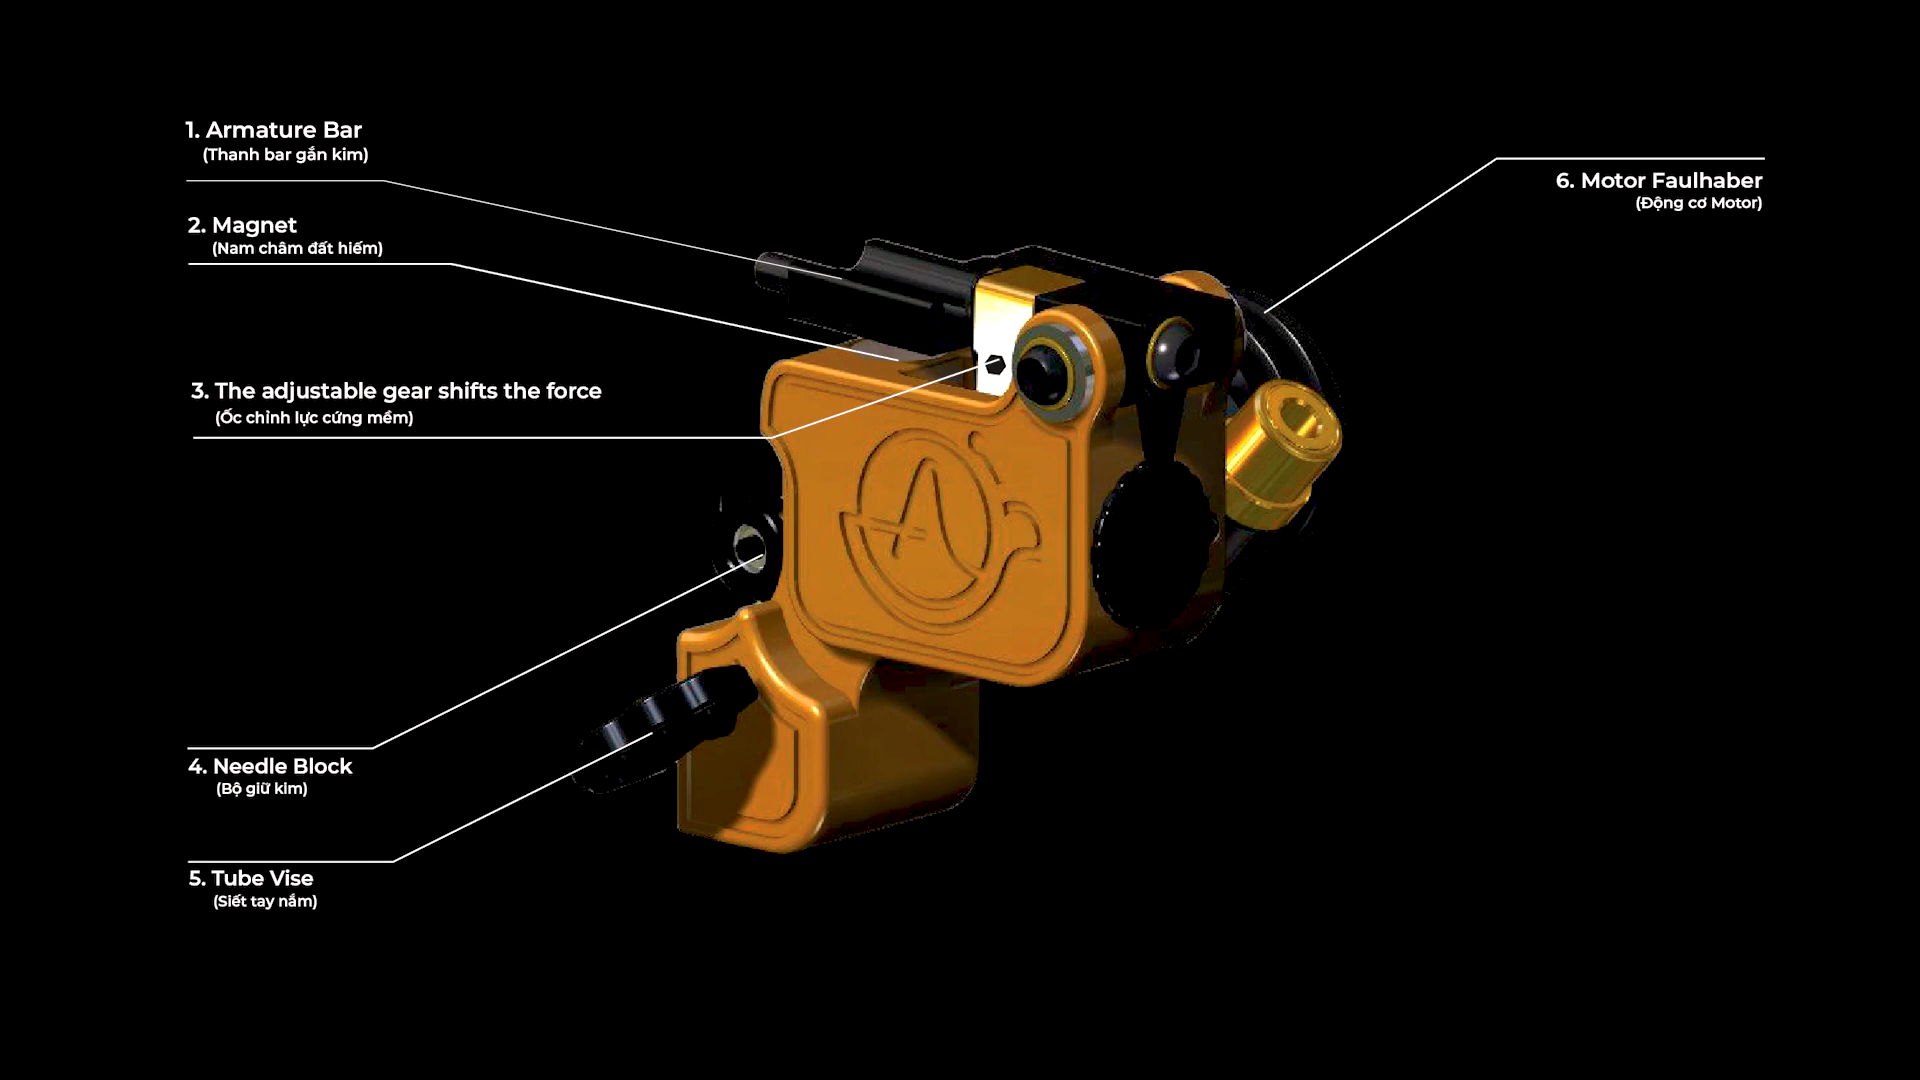 1. Armature Bar
(Thanh bar gắn kim)
2. Magnet
(Nam châm đất hiếm)
3. The adjustable gear shifts the force
(Ốc chỉnh lực cứng mềm)
4. Needle Block
(Bộ giữ kim)
5. Tube Vise
(Siết tay nắm)
6. Motor Faulhaber
(Động cơ Motor)